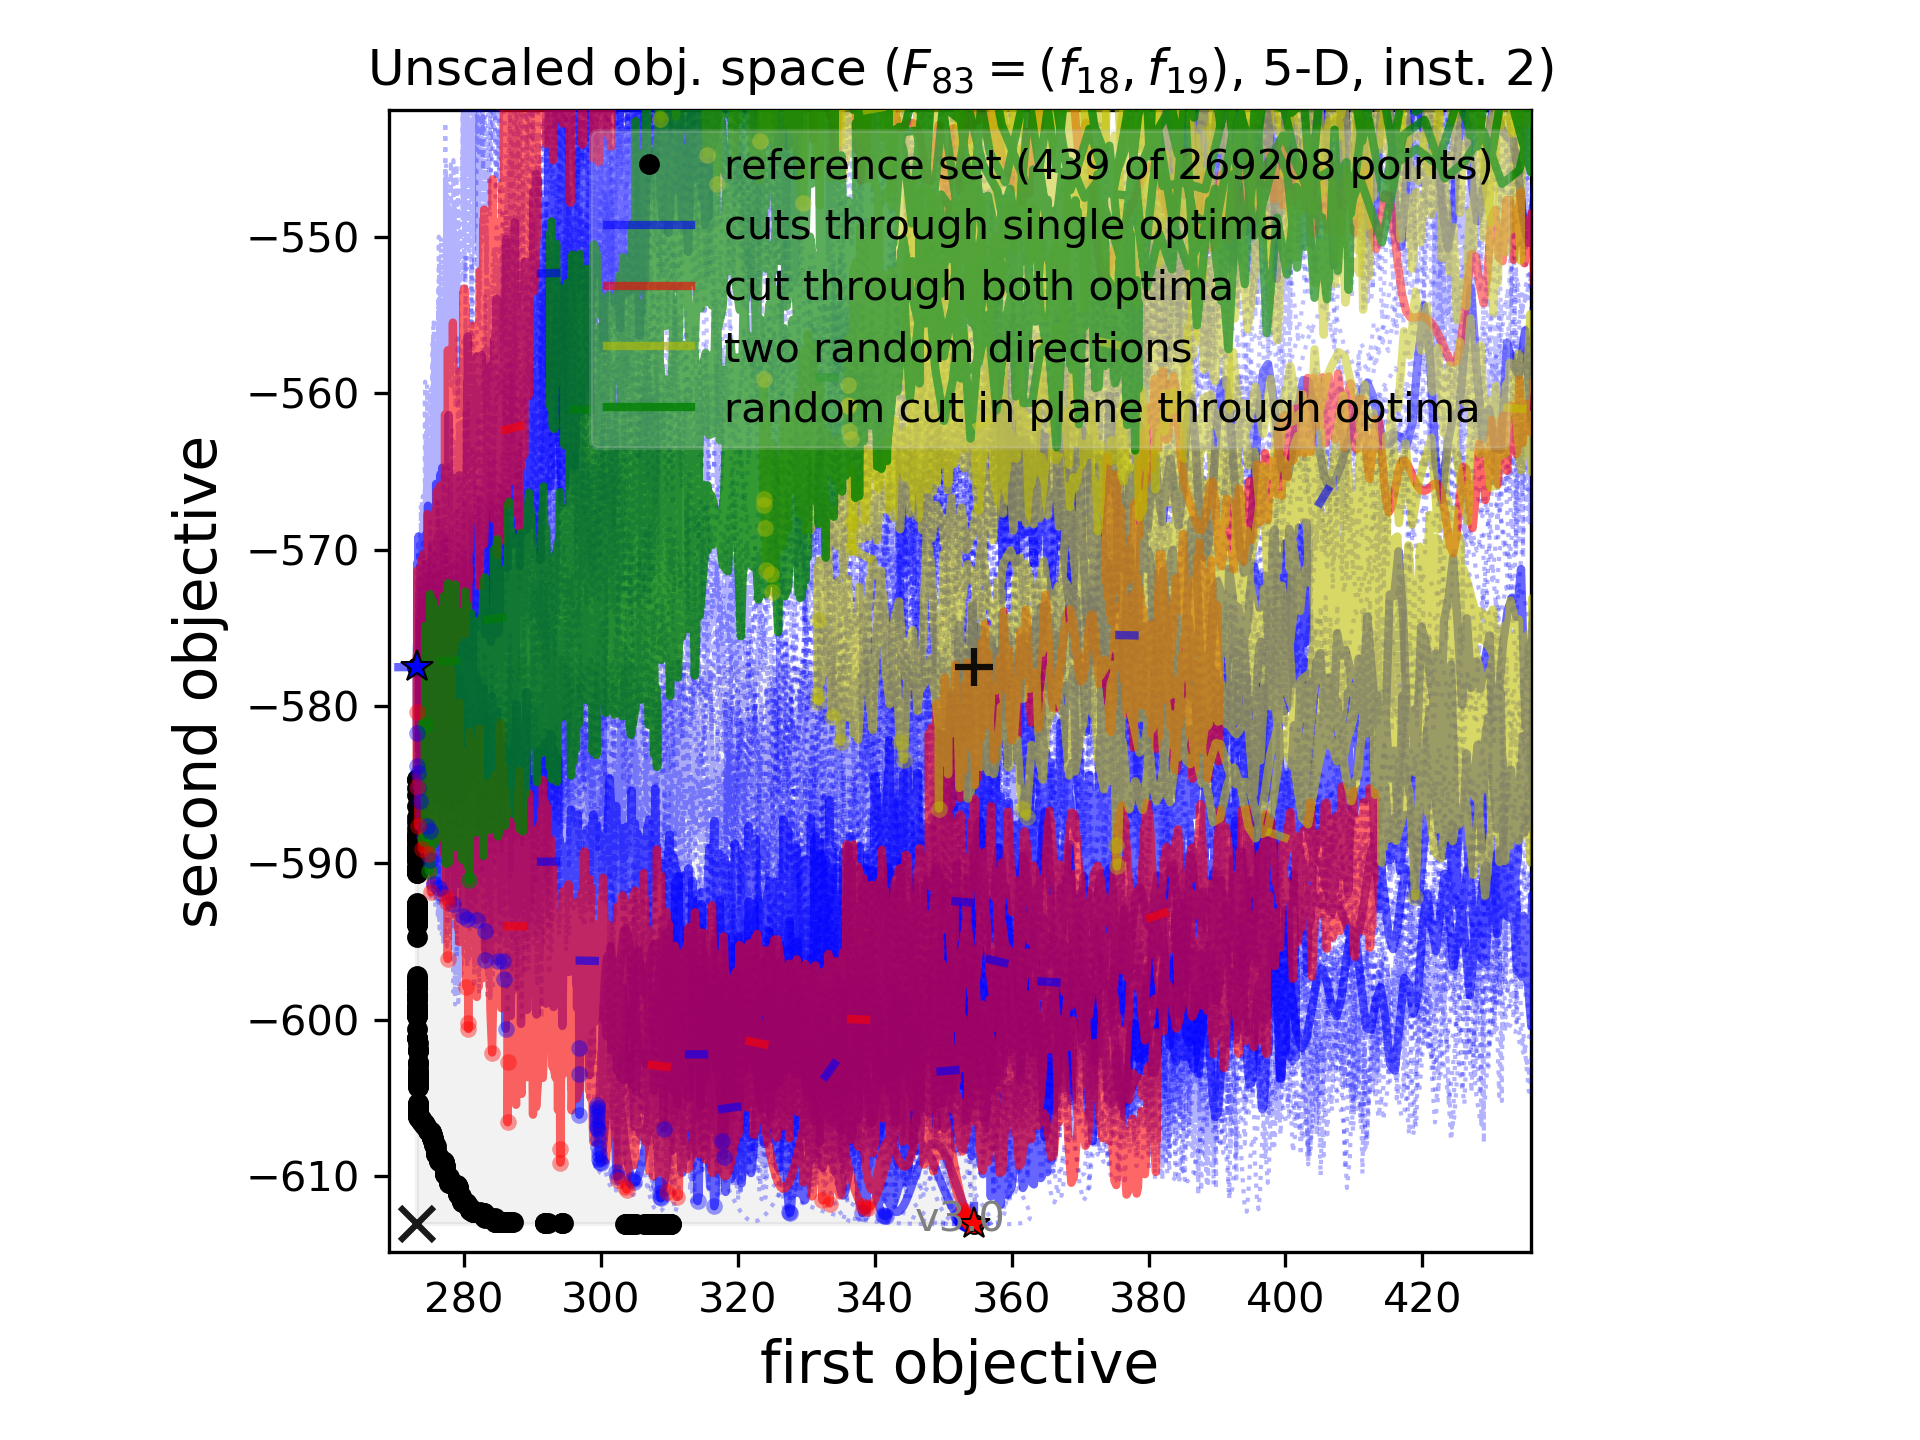 Unscaled obj. space (F83 = (f18, f19), 5-D, inst. 2)
reference set (439 of 269208 points)
cuts through single optima
cut through both optima
two random directions
random cut in plane through optima
second objective
−550
−560
−570
−580
−590
−600
−610
280 300 320 340 360 380 400 420
first objective